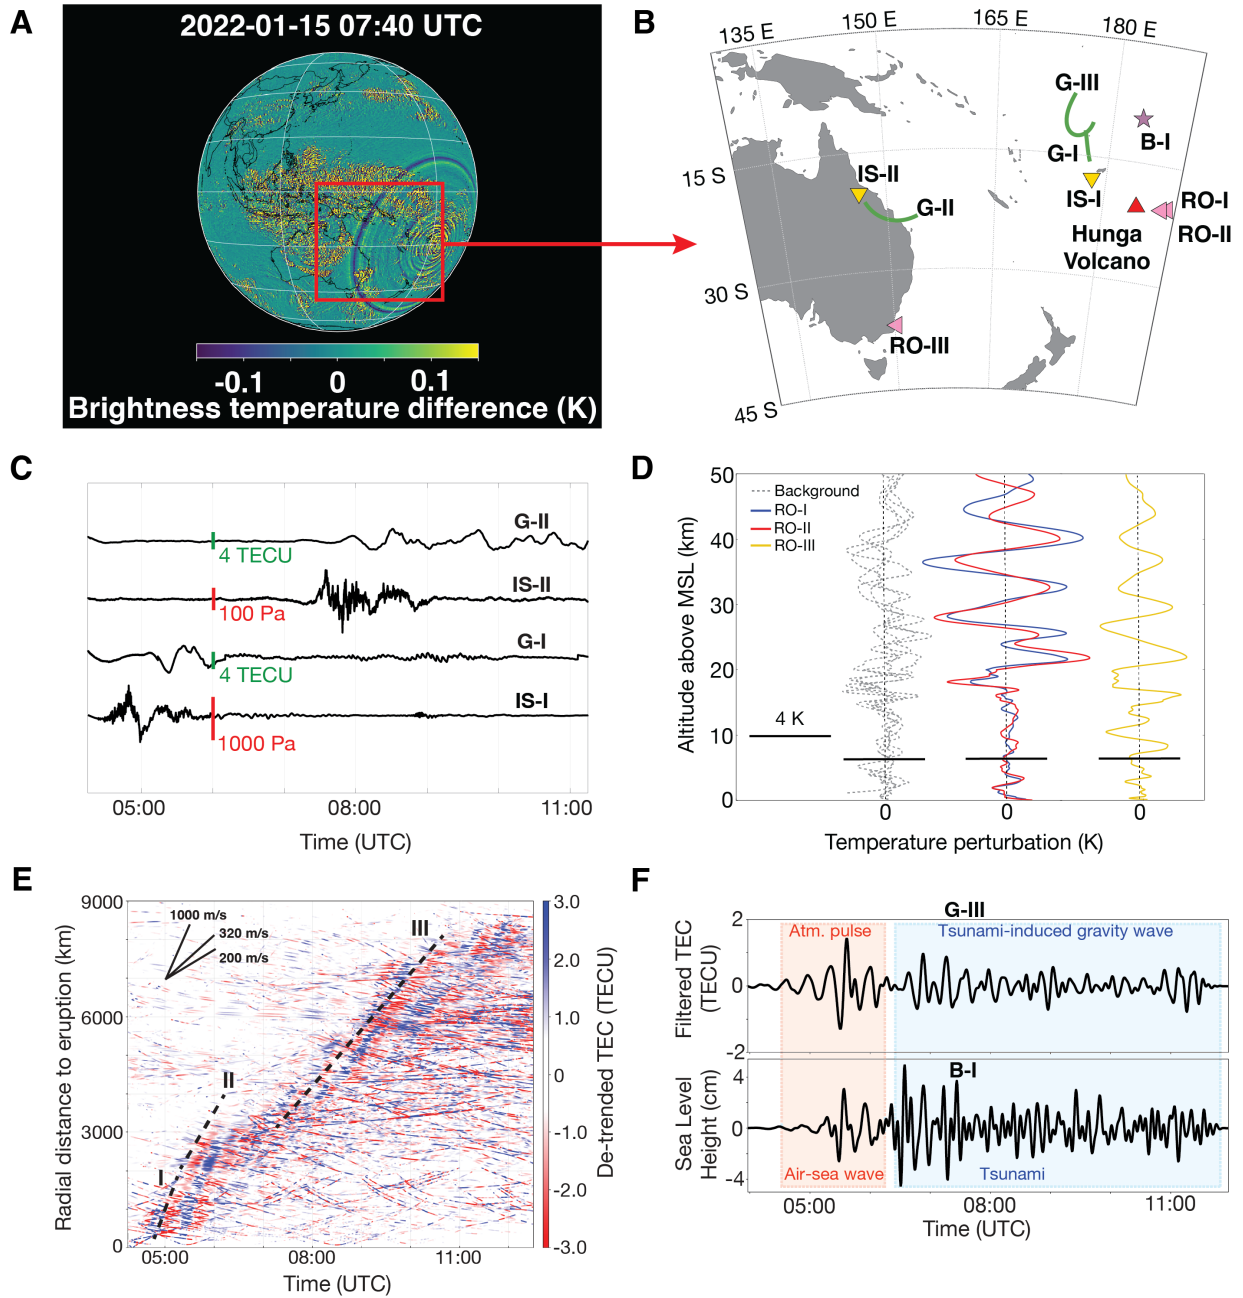 A
2022-01-15 07:40 UTC
-0.1
0
0.1
Brightness temperature difference (K)
B
135 E
150 E
165 E
180 E
15 S
30 S
45 S
G-III
B-I
G-I
IS-II
IS-I
RO-I
G-II
RO-II
Hunga
Volcano
RO-III
C
G-II
4 TECU
IS-II
100 Pa
G-I
4 TECU
IS-I
1000 Pa
05:00
08:00
11:00
Time (UTC)
D
50
40
30
20
10
0
Altitude above MSL (km)
Background
RO-I
RO-II
RO-III
4 K
0
0
0
Temperature perturbation (K)
E
9000
6000
3000
0
Radial distance to eruption (km)
1000 m/s
320 m/s
200 m/s
III
II
I
05:00
08:00
11:00
Time (UTC)
3.0
2.0
1.0
0
-1.0
-2.0
-3.0
De-trended TEC (TECU)
F
G-III
2
0
-2
Filtered TEC
(TECU)
Atm. pulse
Tsunami-induced gravity wave
B-I
4
0
-4
Sea Level
Height (cm)
Air-sea wave
Tsunami
05:00
08:00
11:00
Time (UTC)